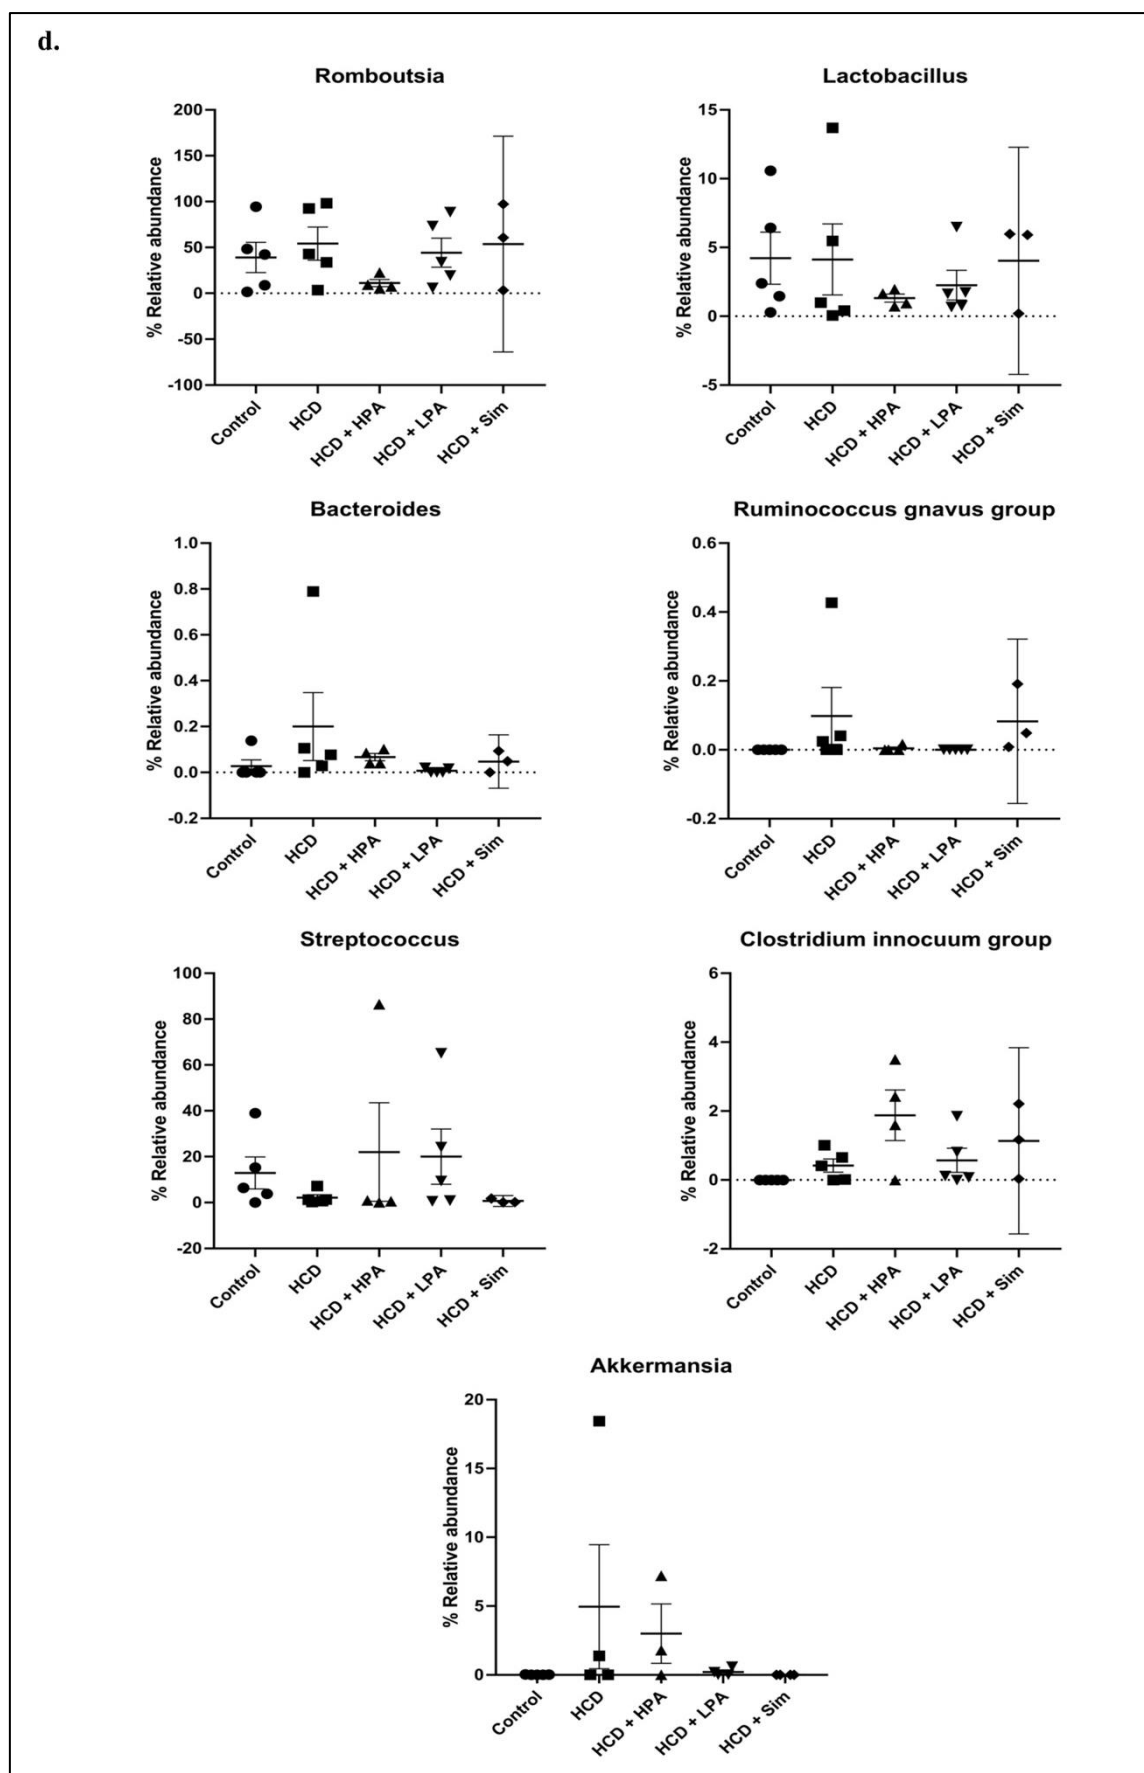 d.
Romboutsia
% Relative abundance
200
150
100
50
0
-50
-100
Control
HCD
HCD + HPA
HCD + LPA
HCD + Sim
Lactobacillus
% Relative abundance
15
10
5
0
-5
Control
HCD
HCD + HPA
HCD + LPA
HCD + Sim
Bacteroides
% Relative abundance
1.0
0.8
0.6
0.4
0.2
0.0
-0.2
Control
HCD
HCD + HPA
HCD + LPA
HCD + Sim
Ruminococcus gnavus group
% Relative abundance
0.6
0.4
0.2
0.0
-0.2
Control
HCD
HCD + HPA
HCD + LPA
HCD + Sim
Streptococcus
% Relative abundance
100
80
60
40
20
0
-20
Control
HCD
HCD + HPA
HCD + LPA
HCD + Sim
Clostridium innocuum group
% Relative abundance
6
4
2
0
-2
Control
HCD
HCD + HPA
HCD + LPA
HCD + Sim
Akkermansia
% Relative abundance
20
15
10
5
0
Control
HCD
HCD + HPA
HCD + LPA
HCD + Sim